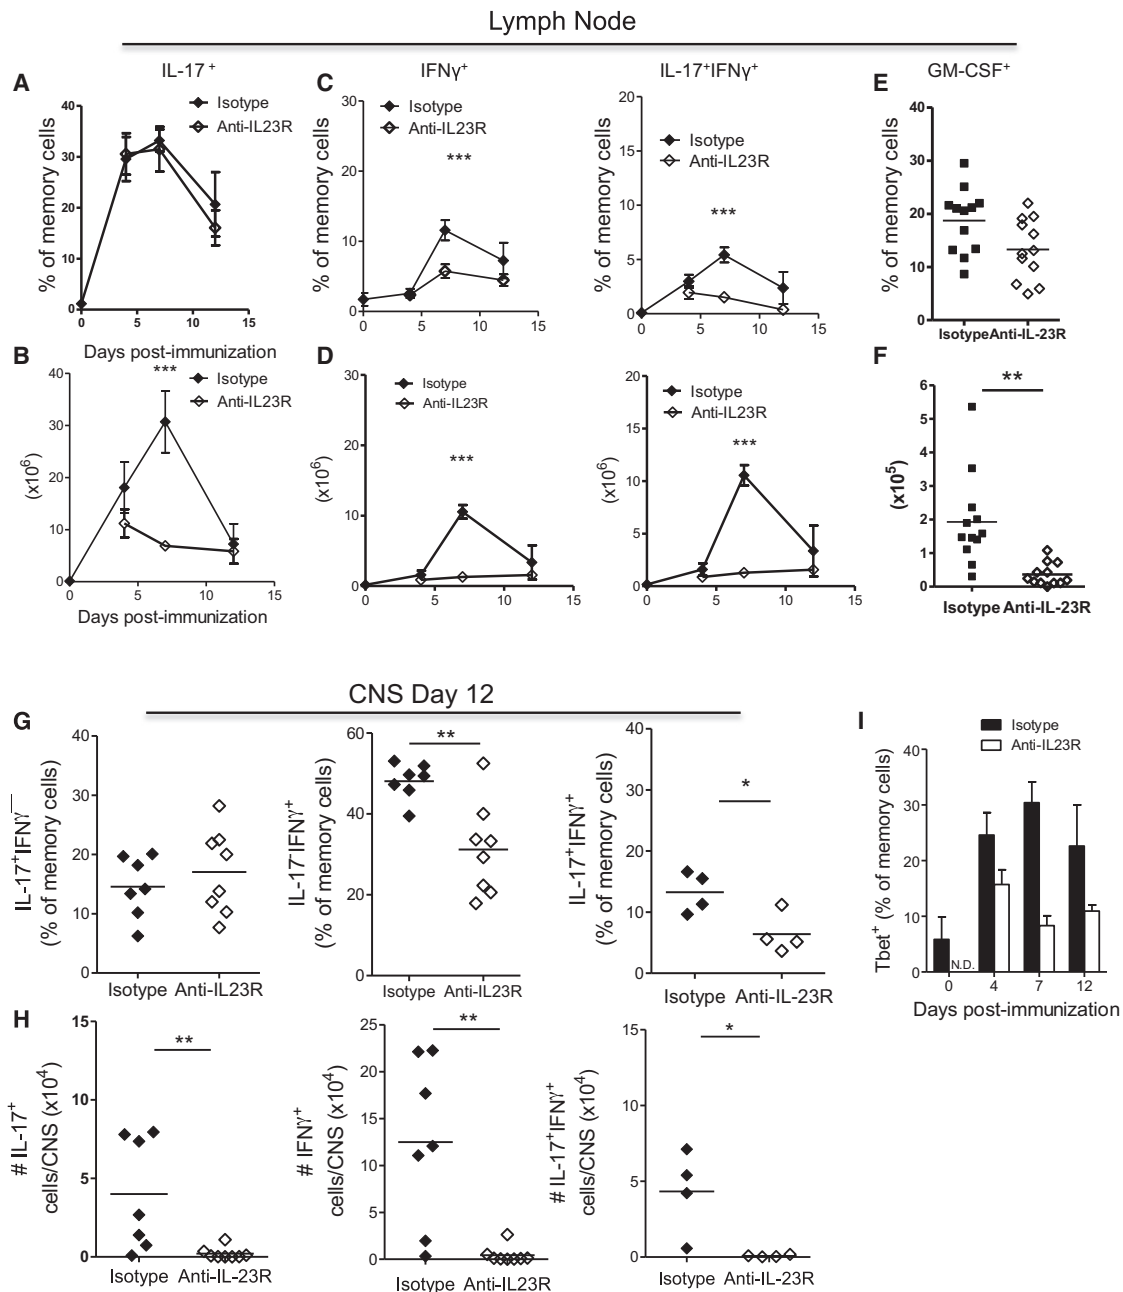 Lymph Node
IL-17⁺
IFNγ⁺
IL-17⁺IFNγ⁺
GM-CSF⁺
A
Isotype
Anti-IL23R
% of memory cells
40
30
20
10
0
0 5 10 15
Days post-immunization
C
Isotype
Anti-IL23R
***
% of memory cells
30
20
10
0
0 5 10 15
Isotype
Anti-IL23R
***
% of memory cells
20
15
10
5
0
0 5 10 15
E
% of memory cells
40
30
20
10
0
Isotype Anti-IL-23R
B
***
Isotype
Anti-IL23R
(x10⁶)
40
30
20
10
0
0 5 10 15
Days post-immunization
D
Isotype
Anti-IL23R
***
(x10⁶)
30
20
10
0
0 5 10 15
Isotype
Anti-IL23R
***
(x10⁶)
20
15
10
5
0
0 5 10 15
F
**
(x10⁵)
6
5
4
3
2
1
0
Isotype Anti-IL-23R
CNS Day 12
G
IL-17⁺IFNγ⁻
(% of memory cells)
40
30
20
10
0
Isotype Anti-IL23R
**
IL-17⁻IFNγ⁺
(% of memory cells)
60
40
20
0
Isotype Anti-IL23R
*
IL-17⁺IFNγ⁺
(% of memory cells)
40
30
20
10
0
Isotype Anti-IL-23R
I
Isotype
Anti-IL23R
Tbet⁺ (% of memory cells)
40
30
20
10
0
N.D.
0 4 7 12
Days post-immunization
H
**
# IL-17⁺
cells/CNS (x10⁴)
15
10
5
0
Isotype Anti-IL-23R
**
# IFNγ⁺
cells/CNS (x10⁴)
25
20
15
10
5
0
Isotype Anti-IL23R
*
# IL-17⁺IFNγ⁺
cells/CNS (x10⁴)
15
10
5
0
Isotype Anti-IL-23R